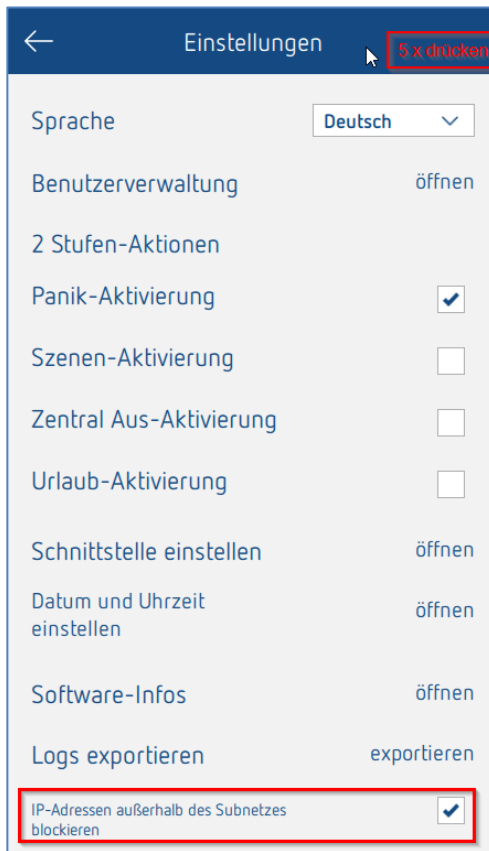 Einstellungen
5 x drücken
Sprache
Deutsch
Benutzerverwaltung
öffnen
2 Stufen-Aktionen
Panik-Aktivierung
Szenen-Aktivierung
Zentral Aus-Aktivierung
Urlaub-Aktivierung
Schnittstelle einstellen
öffnen
Datum und Uhrzeit
einstellen
öffnen
Software-Infos
öffnen
Logs exportieren
exportieren
IP-Adressen außerhalb des Subnetzes
blockieren